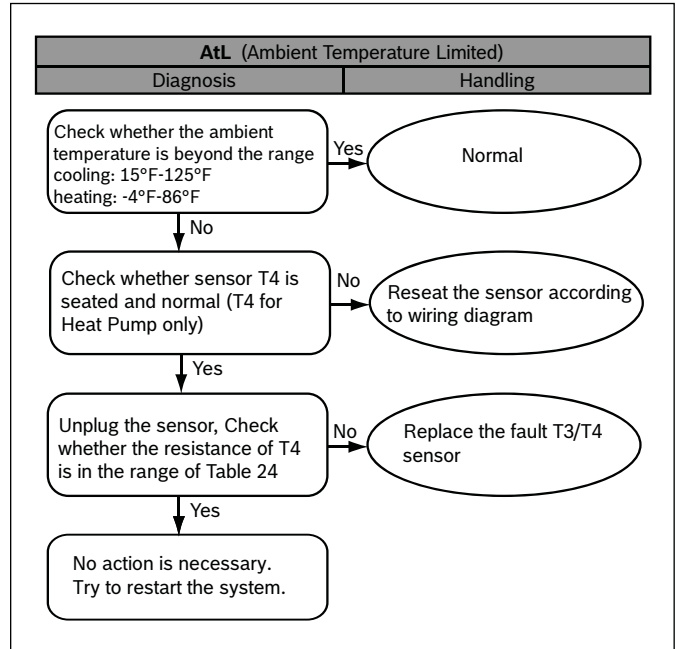 AtL (Ambient Temperature Limited)
Diagnosis
Handling
Check whether the ambient
temperature is beyond the range
cooling: 15°F-125°F
heating: -4°F-86°F
Yes
Normal
No
Check whether sensor T4 is
seated and normal (T4 for
Heat Pump only)
No
Reseat the sensor according
to wiring diagram
Yes
Unplug the sensor, Check
whether the resistance of T4
is in the range of Table 24
No
Replace the fault T3/T4
sensor
Yes
No action is necessary.
Try to restart the system.